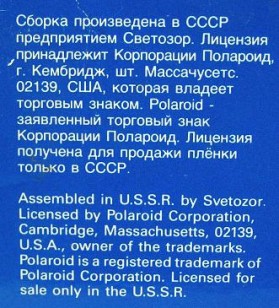 Сборка произведена в СССР
предприятием Светозор. Лицензия
принадлежит Корпорации Полароид,
г. Кембридж, шт. Массачусетс.
02139, США, которая владеет
торговым знаком. Polaroid -
заявленный торговый знак
Корпорации Полароид. Лицензия
получена для продажи плёнки
только в СССР.
Assembled in U.S.S.R. by Svetozor.
Licensed by Polaroid Corporation,
Cambridge, Massachusetts, 02139,
U.S.A., owner of the trademarks.
Polaroid is a registered trademark of
Polaroid Corporation. Licensed for
sale only in the U.S.S.R.